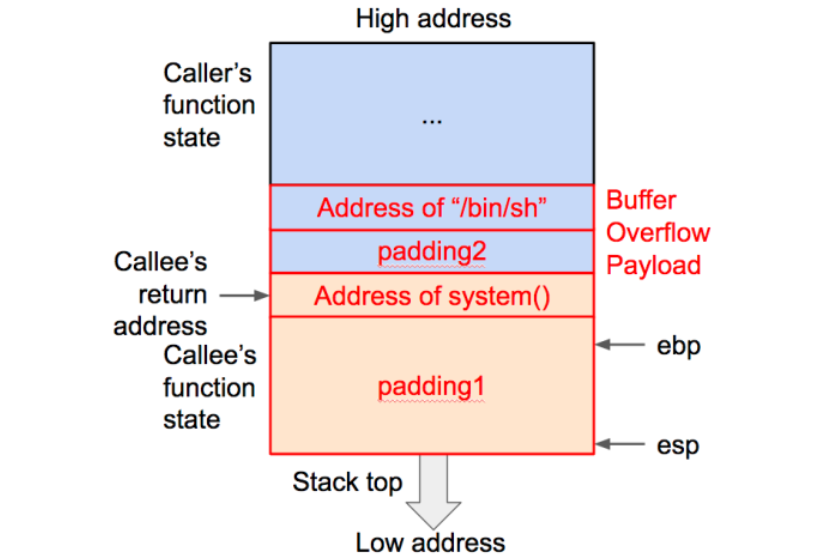 High address
Caller’s
function
state
...
Address of “/bin/sh”
Buffer
Overflow
Payload
padding2
Callee’s
return
address
Address of system()
Callee’s
function
state
padding1
ebp
esp
Stack top
Low address